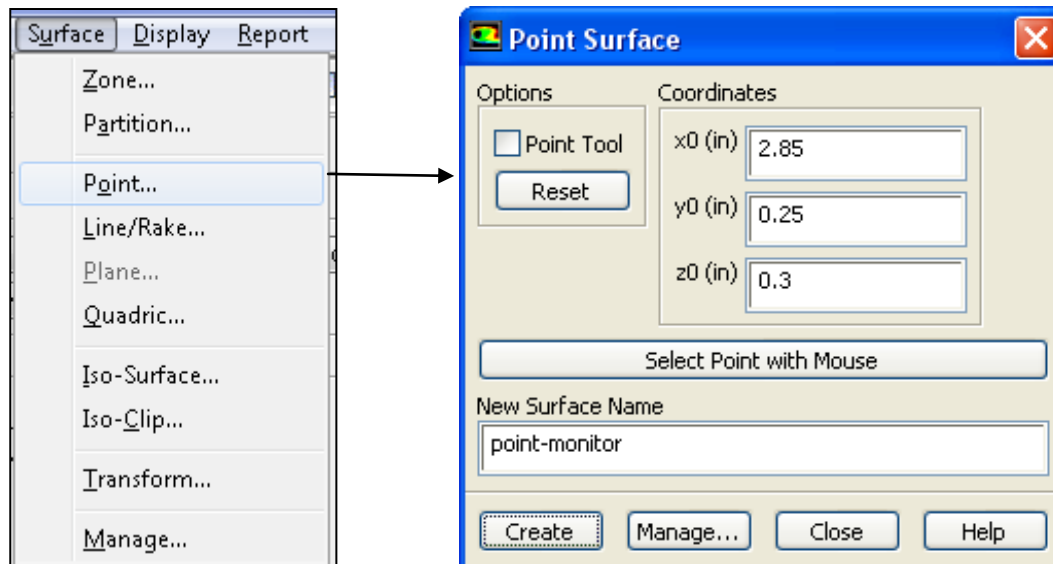 Surface Display Report
Zone...
Partition...
Point...
Line/Rake...
Plane...
Quadric...
Iso-Surface...
Iso-Clip...
Transform...
Manage...
Point Surface
Options
Point Tool
Reset
Coordinates
x0 (in) 2.85
y0 (in) 0.25
z0 (in) 0.3
Select Point with Mouse
New Surface Name
point-monitor
Create Manage... Close Help